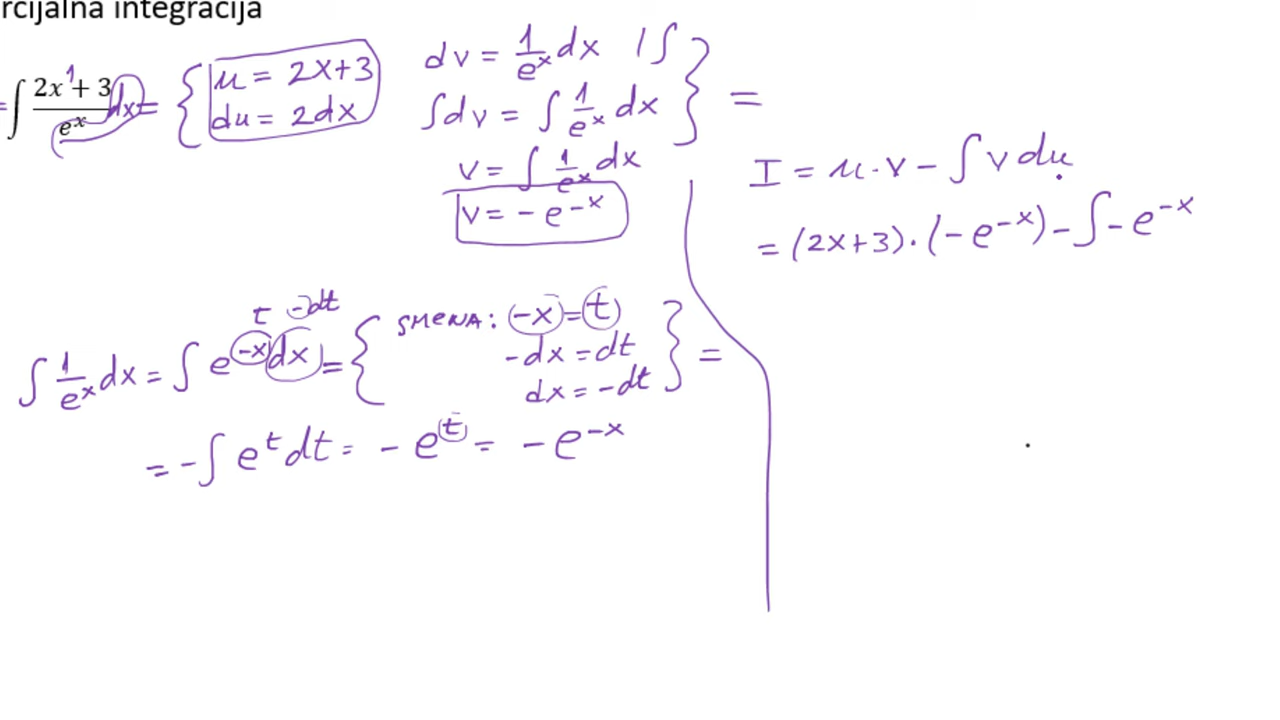 rcijalna integracija
=∫ (2x¹ + 3)/eˣ dx = { u = 2x+3 dv = 1/eˣ dx /∫ } =
du = 2dx ∫dv = ∫ 1/eˣ dx
v = ∫ 1/eˣ dx
v = -e⁻ˣ
I = u·v - ∫ v du
= (2x+3)·(-e⁻ˣ) - ∫ -e⁻ˣ
t -dt
∫ 1/eˣ dx = ∫ e⁻ˣ dx = { SMENA: -x = t } =
-dx = dt
dx = -dt
= -∫ eᵗ dt = -eᵗ = -e⁻ˣ